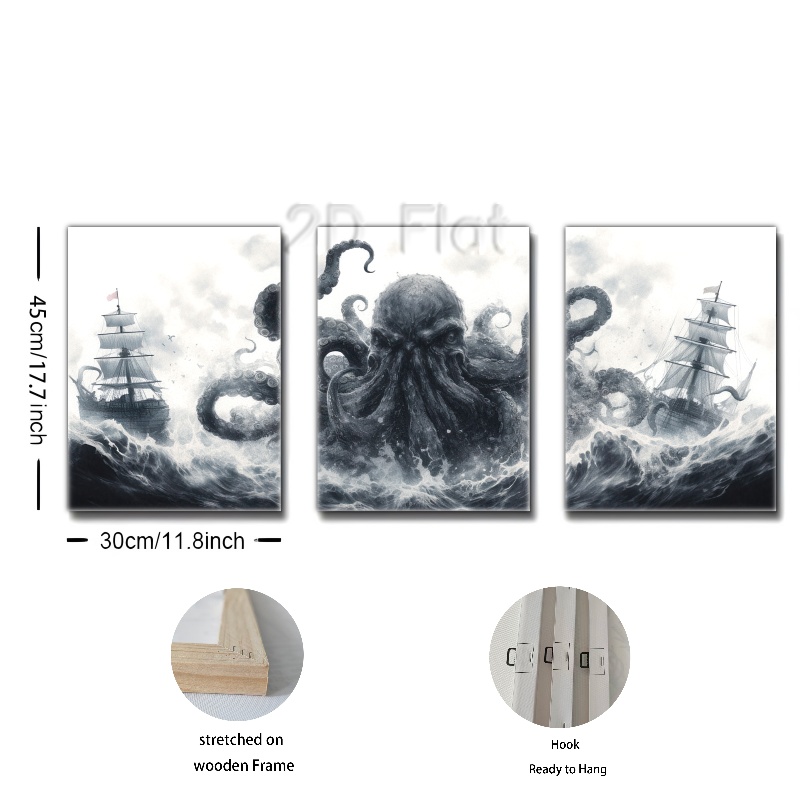 2D Flat
45cm/17.7inch
30cm/11.8inch
stretched on
wooden Frame
Hook
Ready to Hang